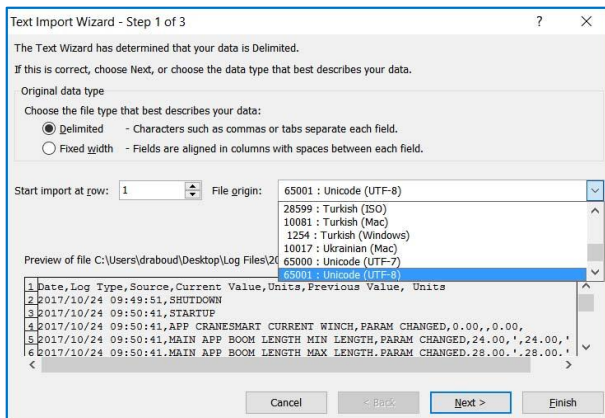 Text Import Wizard - Step 1 of 3
?
The Text Wizard has determined that your data is Delimited.
If this is correct, choose Next, or choose the data type that best describes your data.
Original data type
Choose the file type that best describes your data:
Delimited - Characters such as commas or tabs separate each field.
Fixed width - Fields are aligned in columns with spaces between each field.
Start import at row: 1 File origin: 65001 : Unicode (UTF-8)
28599 : Turkish (ISO)
10081 : Turkish (Mac)
1254 : Turkish (Windows)
10017 : Ukrainian (Mac)
65000 : Unicode (UTF-7)
65001 : Unicode (UTF-8)
Preview of file C:\Users\draboud\Desktop\Log Files\20
1 Date,Log Type,Source,Current Value,Units,Previous Value, Units
2 2017/10/24 09:49:51,SHUTDOWN
3 2017/10/24 09:50:41,STARTUP
4 2017/10/24 09:50:41,APP CRANESMART CURRENT WINCH,PARAM CHANGED,0.00,,0.00,
5 2017/10/24 09:50:41,MAIN APP BOOM LENGTH MIN LENGTH,PARAM CHANGED,24.00,',24.00,'
6 2017/10/24 09:50:41,MAIN APP BOOM LENGTH MAX LENGTH,PARAM CHANGED,28.00,',28.00,'
Cancel < Back Next > Finish